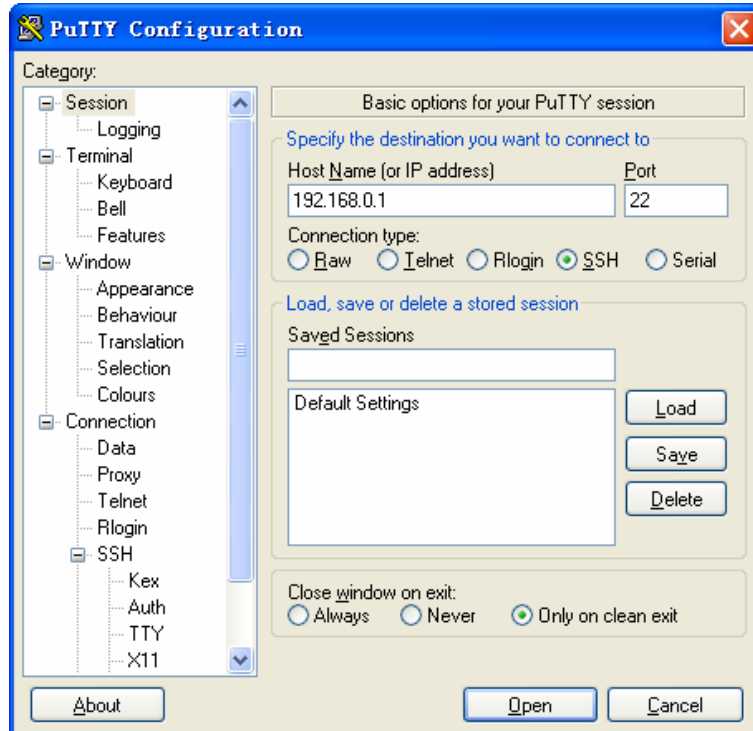 PuTTY Configuration
Category:
Session
Logging
Terminal
Keyboard
Bell
Features
Window
Appearance
Behaviour
Translation
Selection
Colours
Connection
Data
Proxy
Telnet
Rlogin
SSH
Kex
Auth
TTY
X11
Basic options for your PuTTY session
Specify the destination you want to connect to
Host Name (or IP address) Port
192.168.0.1 22
Connection type:
Raw Telnet Rlogin SSH Serial
Load, save or delete a stored session
Saved Sessions
Default Settings
Load
Save
Delete
Close window on exit:
Always Never Only on clean exit
About Open Cancel